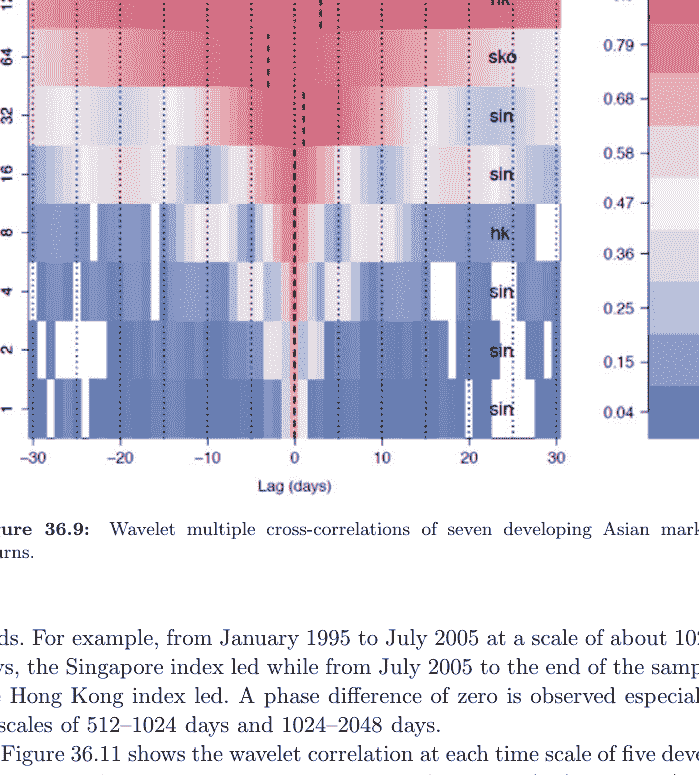 hk
64
sko
0.79
0.68
32
sin
0.58
16
sin
0.47
8
hk
0.36
4
sin
0.25
2
sin
0.15
1
sin
0.04
−30 −20 −10 0 10 20 30
Lag (days)
36.9: Wavelet multiple cross-correlations of seven developing Asian
For example, from January 1995 to July 2005 at a scale of about
the Singapore index led while from July 2005 to the end of the
Hong Kong index led. A phase difference of zero is observed
scales of 512–1024 days and 1024–2048 days.
Figure 36.11 shows the wavelet correlation at each time scale of five